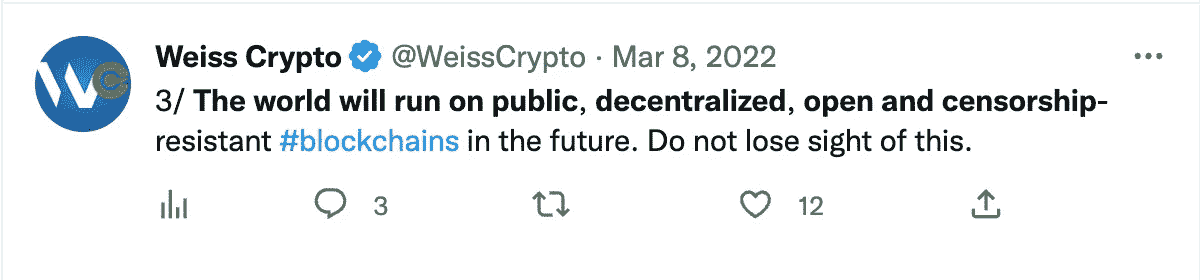 Weiss Crypto @WeissCrypto · Mar 8, 2022
3/ The world will run on public, decentralized, open and censorship-
resistant #blockchains in the future. Do not lose sight of this.
3 12